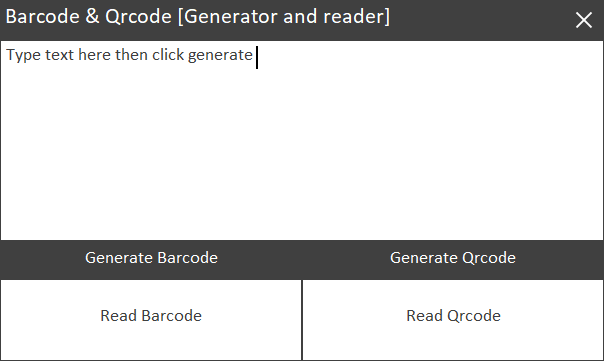 Barcode & Qrcode [Generator and reader]
Type text here then click generate
Generate Barcode
Generate Qrcode
Read Barcode
Read Qrcode